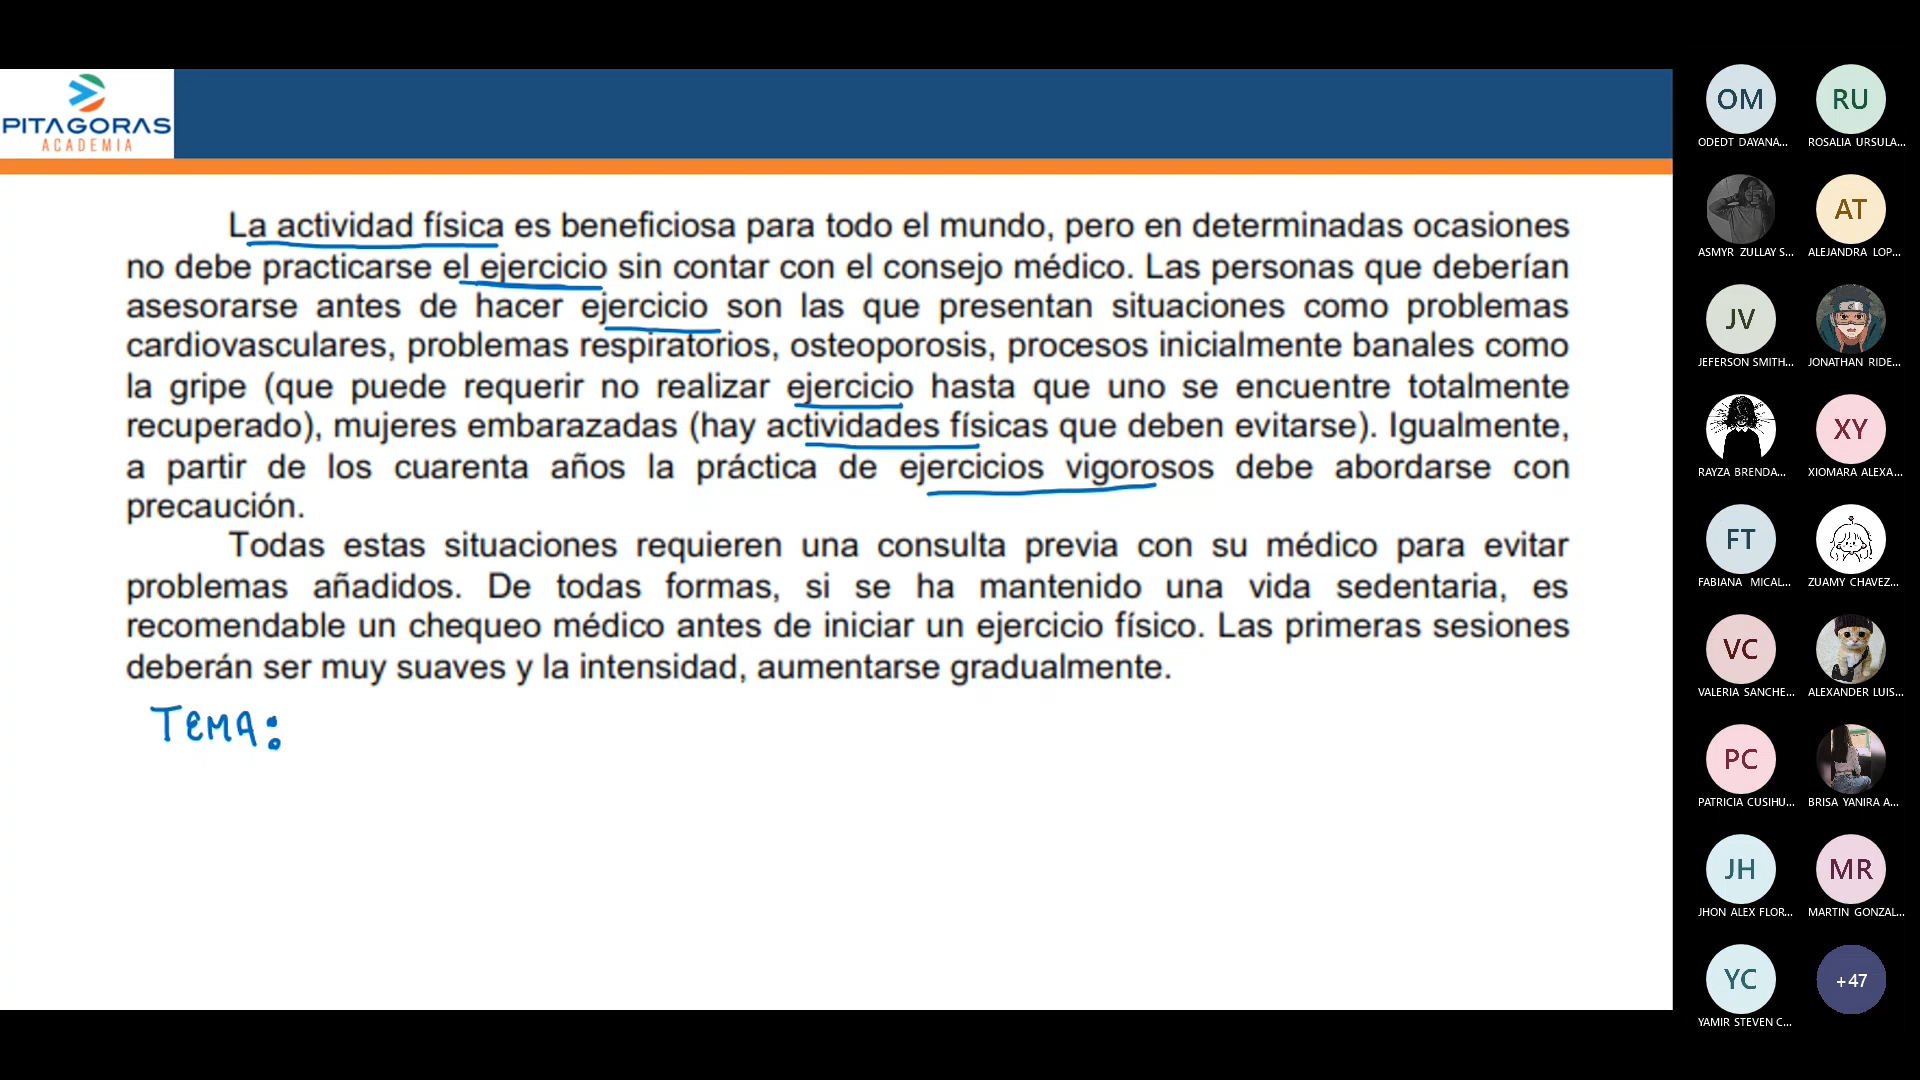 PITAGORAS
ACADEMIA
La actividad física es beneficiosa para todo el mundo, pero en determinadas ocasiones
no debe practicarse el ejercicio sin contar con el consejo médico. Las personas que deberían
asesorarse antes de hacer ejercicio son las que presentan situaciones como problemas
cardiovasculares, problemas respiratorios, osteoporosis, procesos inicialmente banales como
la gripe (que puede requerir no realizar ejercicio hasta que uno se encuentre totalmente
recuperado), mujeres embarazadas (hay actividades físicas que deben evitarse). Igualmente,
a partir de los cuarenta años la práctica de ejercicios vigorosos debe abordarse con
precaución.
Todas estas situaciones requieren una consulta previa con su médico para evitar
problemas añadidos. De todas formas, si se ha mantenido una vida sedentaria, es
recomendable un chequeo médico antes de iniciar un ejercicio físico. Las primeras sesiones
deberán ser muy suaves y la intensidad, aumentarse gradualmente.
TEMA:
OM RU
ODEDT DAYANA... ROSALIA URSULA...
AT
ASMYR ZULLAY S... ALEJANDRA LOP...
JV
JEFERSON SMITH... JONATHAN RIDE...
XY
RAYZA BRENDA... XIOMARA ALEXA...
FT
FABIANA MICAL... ZUAMY CHAVEZ...
VC
VALERIA SANCHE... ALEXANDER LUIS...
PC
PATRICIA CUSIHU... BRISA YANIRA A...
JH MR
JHON ALEX FLOR... MARTIN GONZAL...
YC +47
YAMIR STEVEN C...